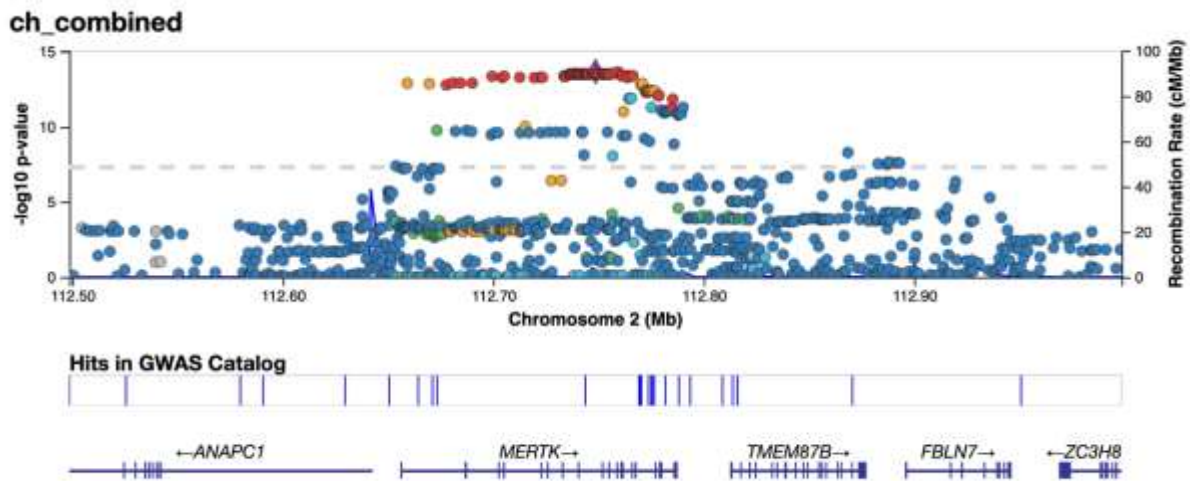 ch_combined
15
10
5
0
-log10 p-value
100
80
60
40
20
0
Recombination Rate (cM/Mb)
112.50 112.60 112.70 112.80 112.90
Chromosome 2 (Mb)
Hits in GWAS Catalog
←ANAPC1 MERTK→ TMEM87B→ FBLN7→ ←ZC3H8